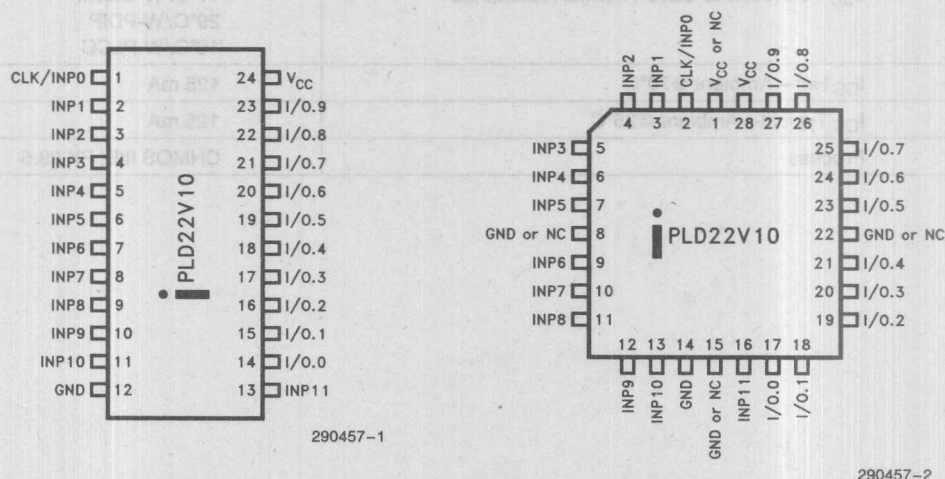 CLK/INP0 1 24 VCC
INP1 2 23 I/O.9
INP2 3 22 I/O.8
INP3 4 21 I/O.7
INP4 5 20 I/O.6
INP5 6 19 I/O.5
INP6 7 18 I/O.4
INP7 8 17 I/O.3
INP8 9 16 I/O.2
INP9 10 15 I/O.1
INP10 11 14 I/O.0
GND 12 13 INP11
iPLD22V10
290457-1
INP2 INP1 CLK/INP0 VCC or NC VCC I/O.9 I/O.8
4 3 2 1 28 27 26
INP3 5 25 I/O.7
INP4 6 24 I/O.6
INP5 7 23 I/O.5
GND or NC 8 22 GND or NC
INP6 9 21 I/O.4
INP7 10 20 I/O.3
INP8 11 19 I/O.2
iPLD22V10
12 13 14 15 16 17 18
INP9 INP10 GND GND or NC INP11 I/O.0 I/O.1
290457-2
125 mA
125 mA